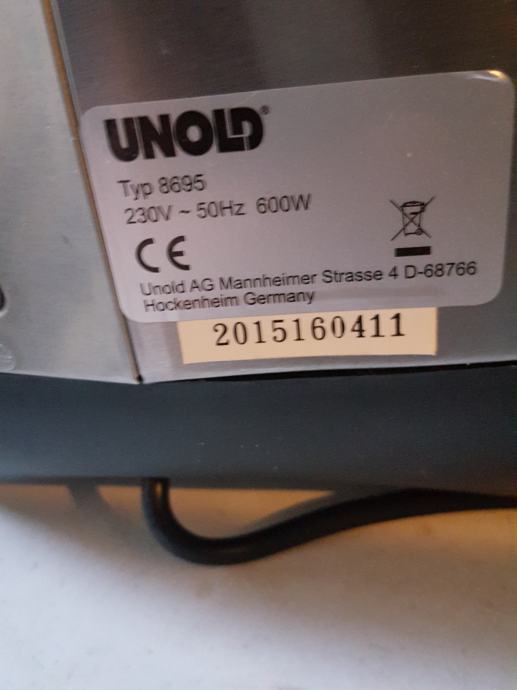 UNOLD®
Typ 8695
230V ~ 50Hz 600W
CE
Unold AG Mannheimer Strasse 4 D-68766
Hockenheim Germany
2015160411